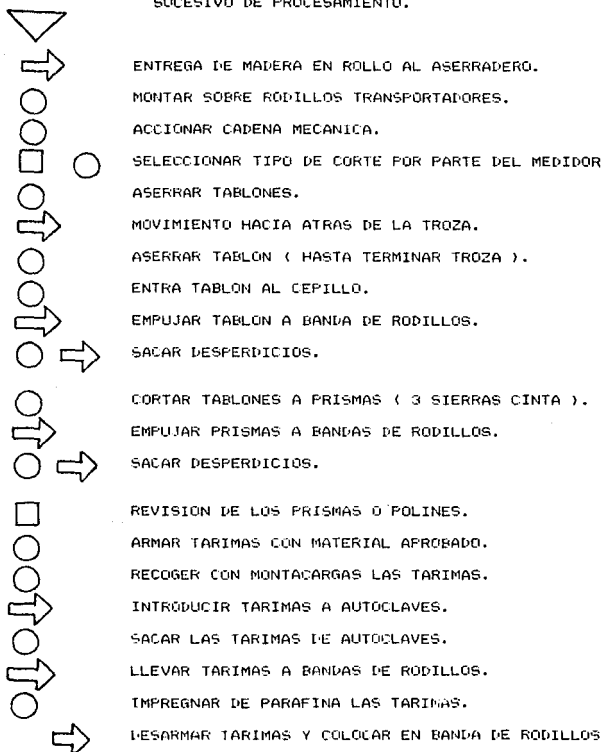 SUCESIVO DE PROCESAMIENTO.
ENTREGA DE MADERA EN ROLLO AL ASERRADERO.
MONTAR SOBRE RODILLOS TRANSPORTADORES.
ACCIONAR CADENA MECANICA.
SELECCIONAR TIPO DE CORTE POR PARTE DEL MEDIDOR
ASERRAR TABLONES.
MOVIMIENTO HACIA ATRAS DE LA TROZA.
ASERRAR TABLON ( HASTA TERMINAR TROZA ).
ENTRA TABLON AL CEPILLO.
EMPUJAR TABLON A BANDA DE RODILLOS.
SACAR DESPERDICIOS.
CORTAR TABLONES A PRISMAS ( 3 SIERRAS CINTA ).
EMPUJAR PRISMAS A BANDAS DE RODILLOS.
SACAR DESPERDICIOS.
REVISION DE LOS PRISMAS O POLINES.
ARMAR TARIMAS CON MATERIAL APROBADO.
RECOGER CON MONTACARGAS LAS TARIMAS.
INTRODUCIR TARIMAS A AUTOCLAVES.
SACAR LAS TARIMAS DE AUTOCLAVES.
LLEVAR TARIMAS A BANDAS DE RODILLOS.
IMPREGNAR DE PARAFINA LAS TARIMAS.
DESARMAR TARIMAS Y COLOCAR EN BANDA DE RODILLOS